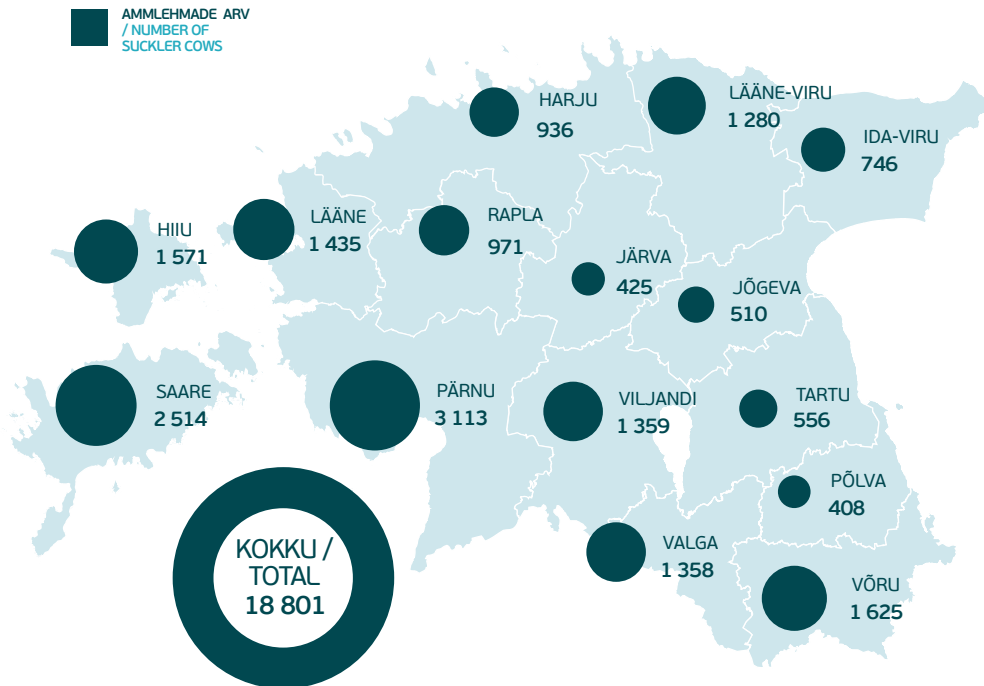 AMMLEHMADE ARV
/ NUMBER OF
SUCKLER COWS
HARJU
936
LÄÄNE-VIRU
1 280
IDA-VIRU
746
HIIU
1 571
LÄÄNE
1 435
RAPLA
971
JÄRVA
425
JÕGEVA
510
SAARE
2 514
PÄRNU
3 113
VILJANDI
1 359
TARTU
556
PÕLVA
408
KOKKU /
TOTAL
18 801
VALGA
1 358
VÕRU
1 625